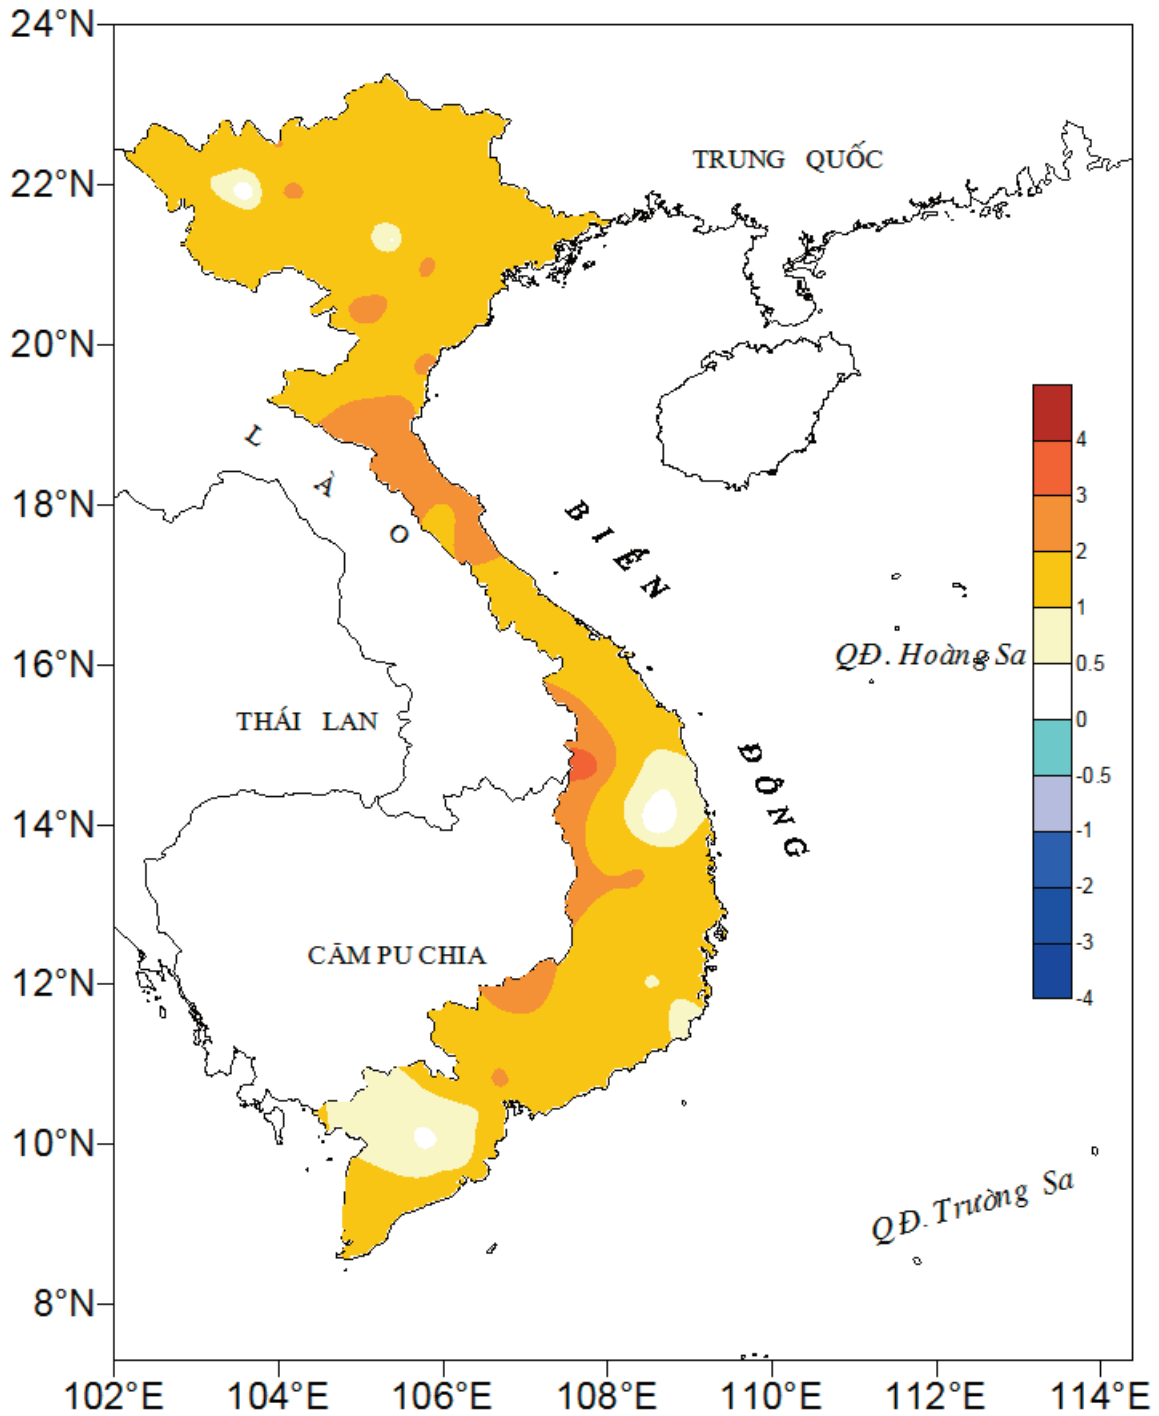 24°N
22°N
20°N
18°N
16°N
14°N
12°N
10°N
8°N
TRUNG QUỐC
LÀO
BIỂN
QĐ. Hoàng Sa
THÁI LAN
ĐÔNG
CĂM PU CHIA
QĐ. Trường Sa
4
3
2
1
0.5
0
-0.5
-1
-2
-3
-4
102°E 104°E 106°E 108°E 110°E 112°E 114°E